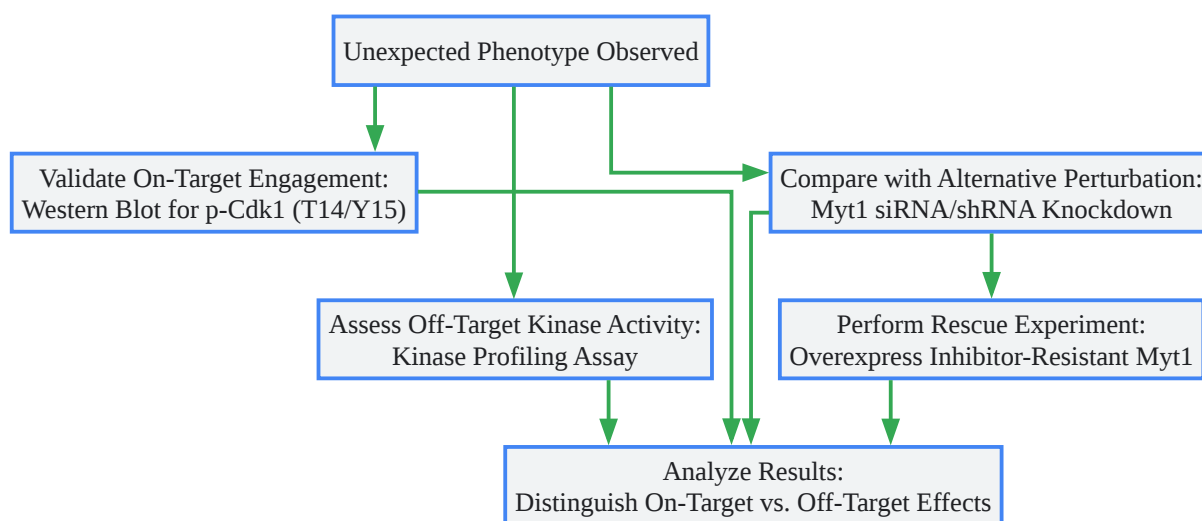 Unexpected Phenotype Observed
Validate On-Target Engagement:
Western Blot for p-Cdk1 (T14/Y15)
Compare with Alternative Perturbation:
Myt1 siRNA/shRNA Knockdown
Assess Off-Target Kinase Activity:
Kinase Profiling Assay
Perform Rescue Experiment:
Overexpress Inhibitor-Resistant Myt1
Analyze Results:
Distinguish On-Target vs. Off-Target Effects